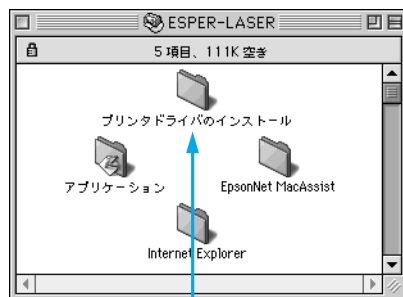 ESPER-LASER
5 項目、111K 空き
プリンタドライバのインストール
アプリケーション
EpsonNet MacAssist
Internet Explorer